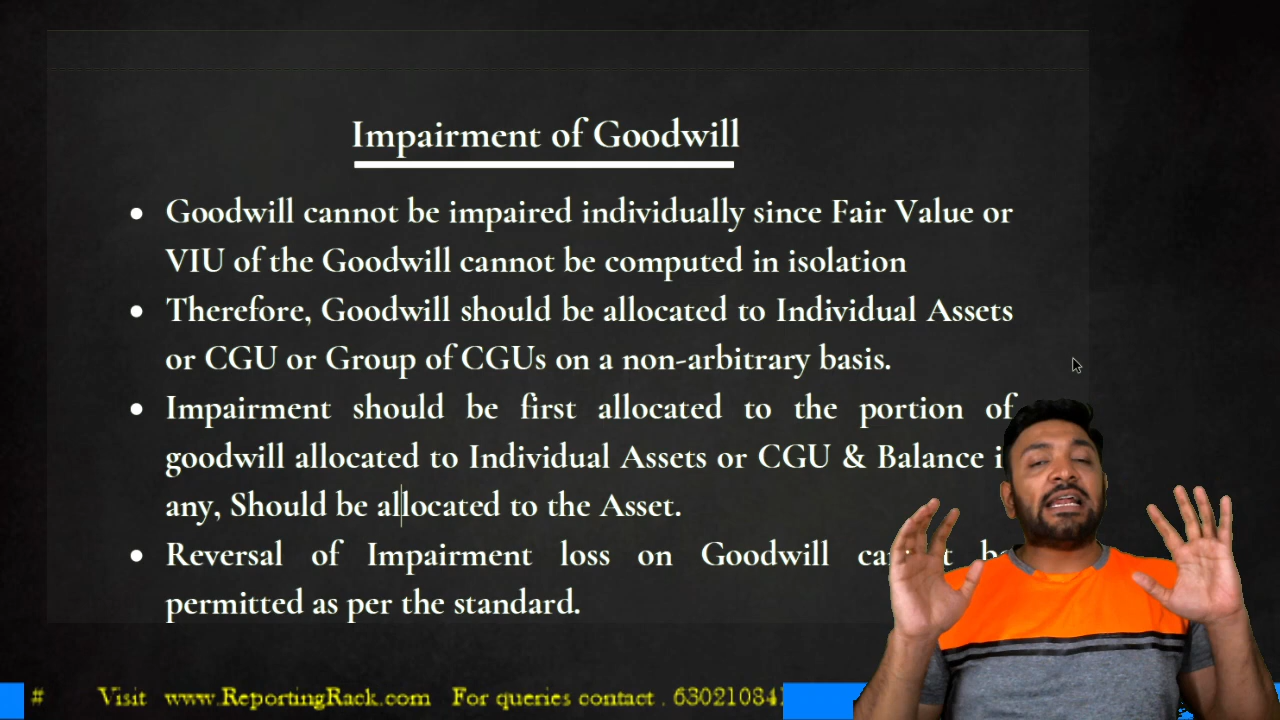 Impairment of Goodwill
• Goodwill cannot be impaired individually since Fair Value or
VIU of the Goodwill cannot be computed in isolation
• Therefore, Goodwill should be allocated to Individual Assets
or CGU or Group of CGUs on a non-arbitrary basis.
• Impairment should be first allocated to the portion of
goodwill allocated to Individual Assets or CGU & Balance
any, Should be allocated to the Asset.
• Reversal of Impairment loss on Goodwill
permitted as per the standard.
# Visit www.ReportingRack.com For queries contact . 63021084